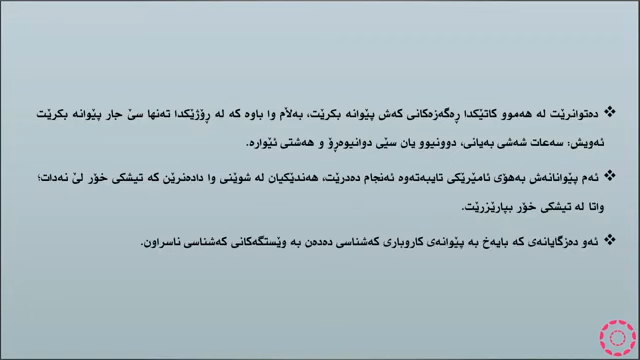 ❖ دەتوانرێت لە هەموو کاتێکدا ڕەگەزەکانی کەش پێوانە بکرێت، بەڵام وا باوە کە لە ڕۆژێکدا تەنها سێ جار پێوانە بکرێت
ئەویش: سەعات شەشی بەیانی، دوونیوو یان سێی دوانیوەڕۆ و هەشتی ئێوارە.
❖ ئەم پێوانانەش بەهۆی ئامێرێکی تایبەتەوە ئەنجام دەدرێت، هەندێکیان لە شوێنی وا دادەنرێن کە تیشکی خۆر لێ نەدات؛
واتا لە تیشکی خۆر بپارێزرێت.
❖ ئەو دەزگایانەی کە بایەخ بە پێوانەی کاروباری کەشناسی دەدەن بە وێستگەکانی کەشناسی ناسراون.